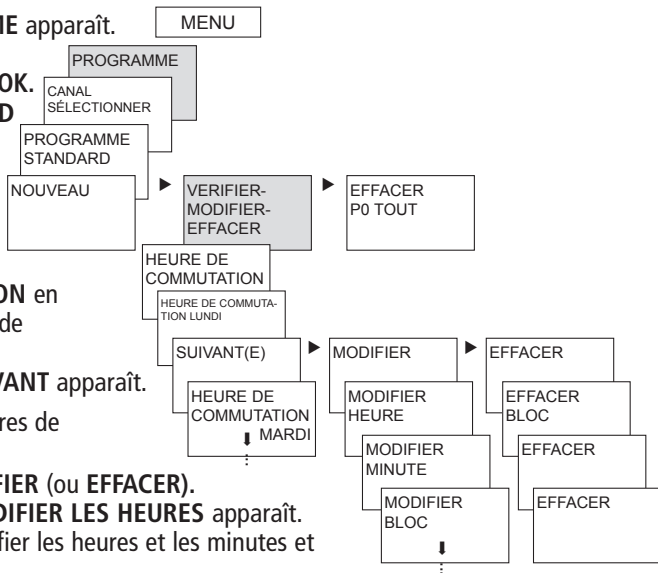 ME apparaît.
MENU
PROGRAMME
OK.
CANAL
SÉLECTIONNER
D
PROGRAMME
STANDARD
NOUVEAU
VERIFIER-
MODIFIER-
EFFACER
EFFACER
P0 TOUT
HEURE DE
COMMUTATION
ON en
HEURE DE COMMUTA-
TION LUNDI
de
SUIVANT(E)
MODIFIER
EFFACER
VANT apparaît.
HEURE DE
COMMUTATION
MARDI
MODIFIER
HEURE
EFFACER
BLOC
res de
MODIFIER
MINUTE
EFFACER
FIER (ou EFFACER).
MODIFIER
BLOC
EFFACER
DIFIER LES HEURES apparaît.
fier les heures et les minutes et